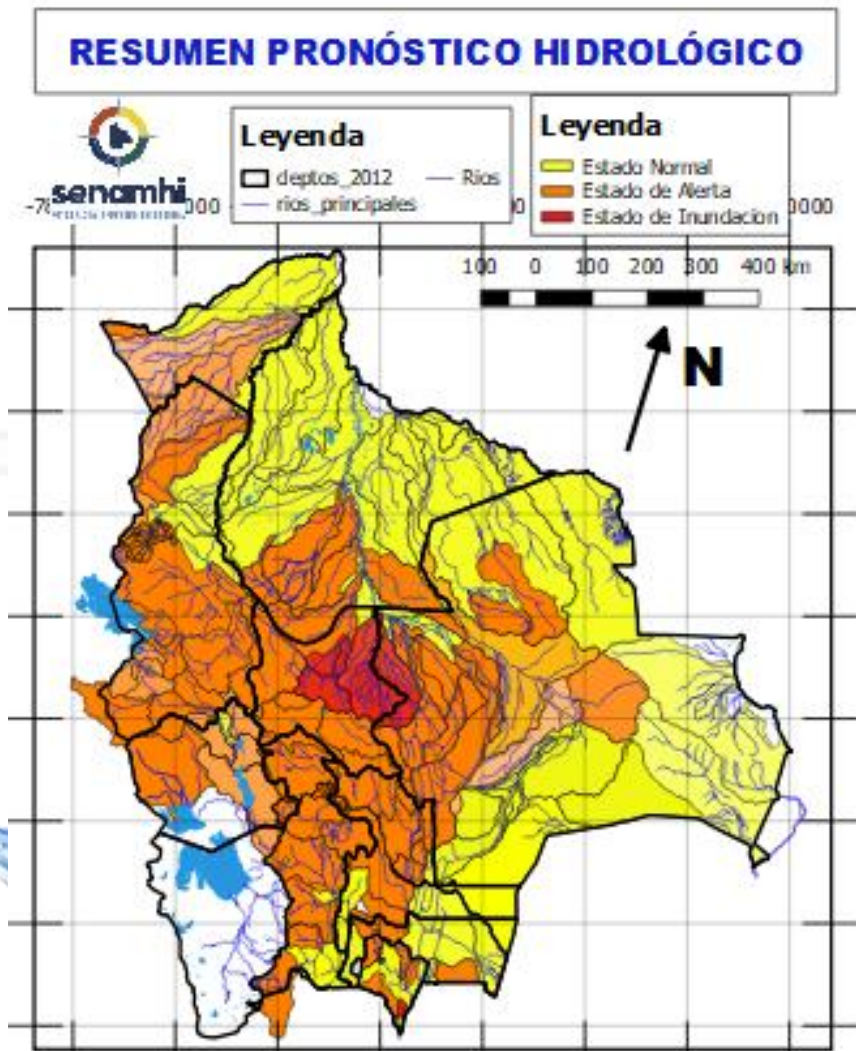 RESUMEN PRONÓSTICO HIDROLÓGICO
senamhi
Leyenda
deptos_2012
Rios
rios_principales
Leyenda
Estado Normal
Estado de Alerta
Estado de Inundacion
100 0 100 200 300 400 km
N